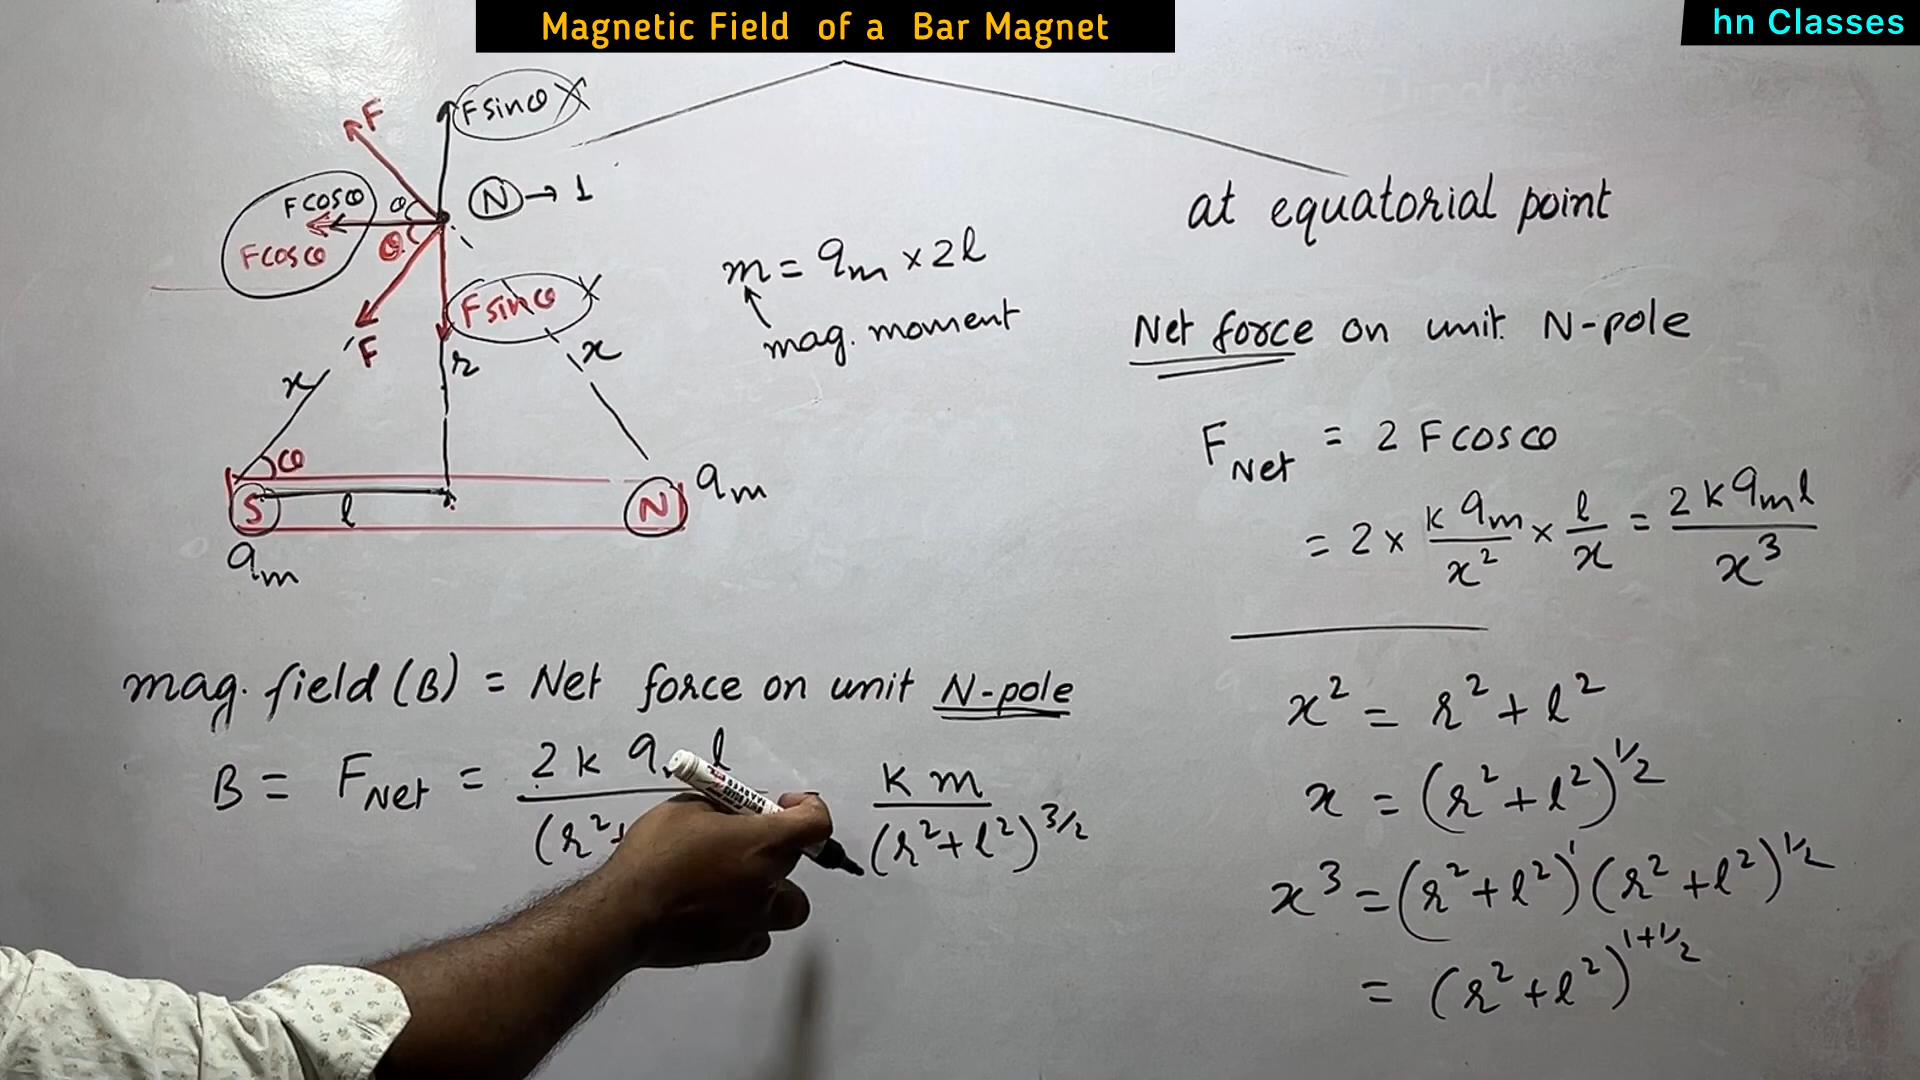 Magnetic Field of a Bar Magnet
hn Classes
F
F sinθ X
F cosθ
θ
N → 1
F cosθ
θ
F sinθ X
F
r
x
x
θ
S
l
N
qm
qm
m = qm × 2l
mag. moment
at equatorial point
Net force on unit N-pole
F Net = 2 F cosθ
= 2 × k qm / x² × l / x = 2 k qm l / x³
x² = r² + l²
x = (r² + l²)^1/2
x³ = (r² + l²)^1 (r² + l²)^1/2
= (r² + l²)^1+1/2
mag. field (B) = Net force on unit N-pole
B = F Net = 2 k q l / (r²+ k m / (r² + l²)^3/2